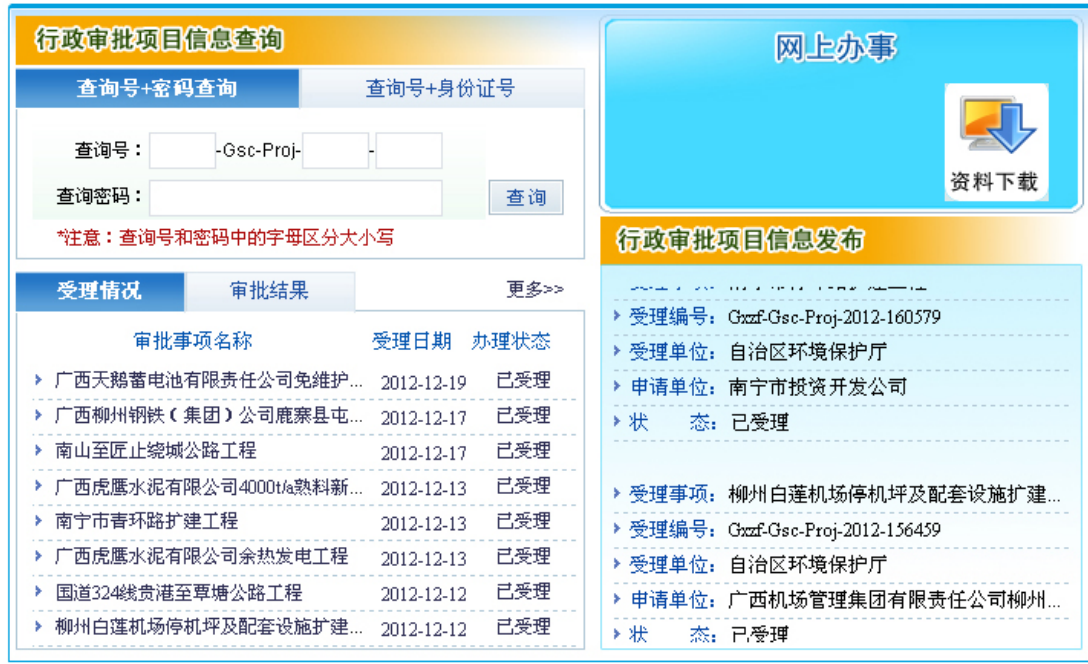 行政审批项目信息查询
查询号+密码查询 查询号+身份证号
查询号： -Gsc-Proj- -
查询密码： 查询
*注意：查询号和密码中的字母区分大小写
受理情况 审批结果 更多>>
审批事项名称 受理日期 办理状态
广西天鹅蓄电池有限责任公司免维护... 2012-12-19 已受理
广西柳州钢铁（集团）公司鹿寨县屯... 2012-12-17 已受理
南山至匠止绕城公路工程 2012-12-17 已受理
广西虎鹰水泥有限公司4000t/a熟料新... 2012-12-13 已受理
南宁市青环路扩建工程 2012-12-13 已受理
广西虎鹰水泥有限公司余热发电工程 2012-12-13 已受理
国道324线贵港至覃塘公路工程 2012-12-12 已受理
柳州白莲机场停机坪及配套设施扩建... 2012-12-12 已受理
网上办事
资料下载
行政审批项目信息发布
受理编号：Gxzf-Gsc-Proj-2012-160579
受理单位：自治区环境保护厅
申请单位：南宁市投资开发公司
状 态：已受理
受理事项：柳州白莲机场停机坪及配套设施扩建...
受理编号：Gxzf-Gsc-Proj-2012-156459
受理单位：自治区环境保护厅
申请单位：广西机场管理集团有限责任公司柳州...
状 态：已受理